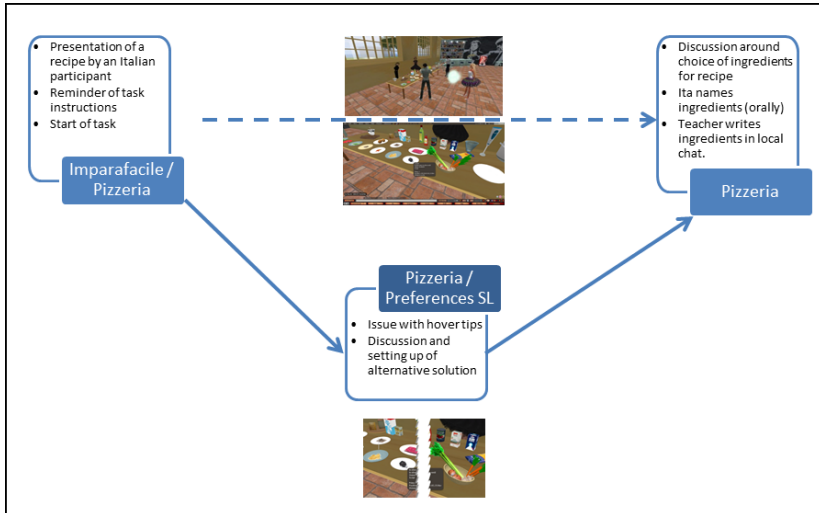 • Presentation of a
recipe by an Italian
participant
• Reminder of task
instructions
• Start of task
Imparafacile /
Pizzeria
• Discussion around
choice of ingredients
for recipe
• Ita names
ingredients (orally)
• Teacher writes
ingredients in local
chat.
Pizzeria
Pizzeria /
Preferences SL
• Issue with hover tips
• Discussion and
setting up of
alternative solution